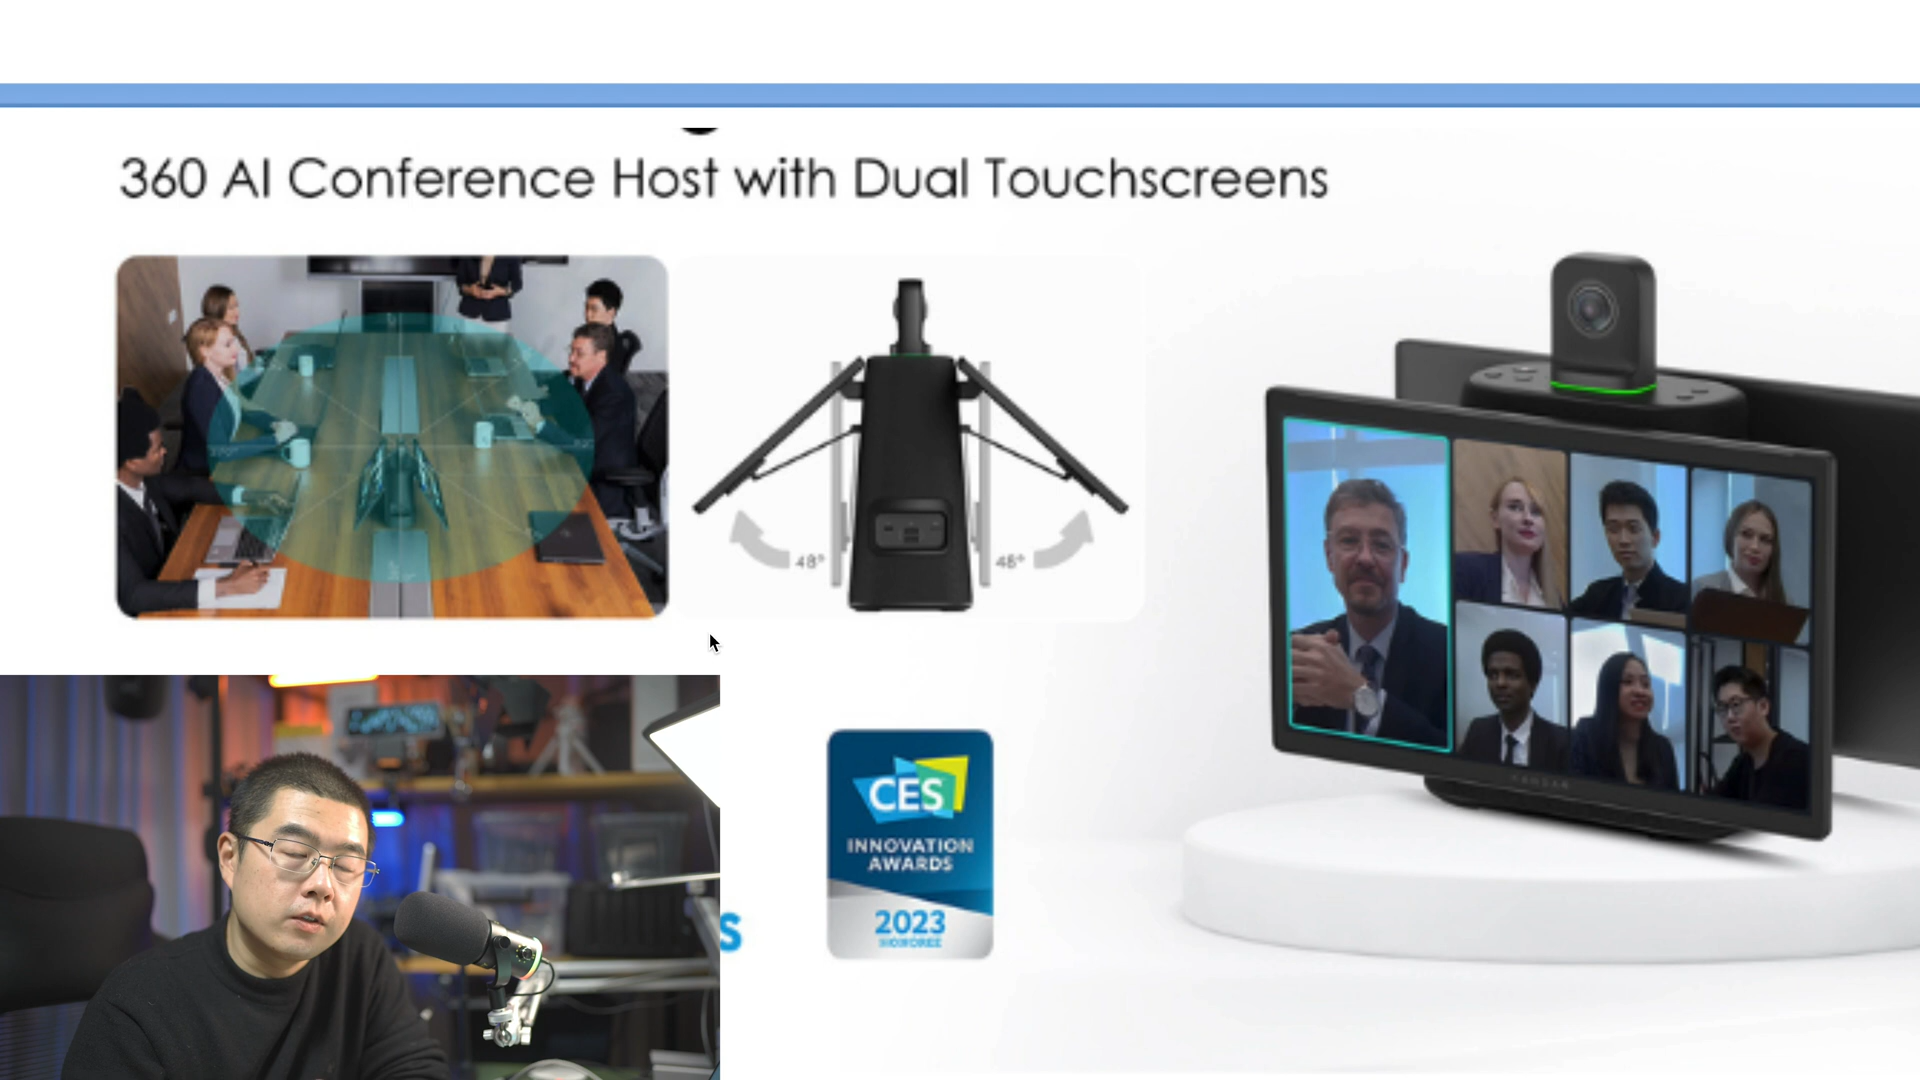 360 AI Conference Host with Dual Touchscreens
48°
48°
CES
INNOVATION
AWARDS
2023
HONOREE
s